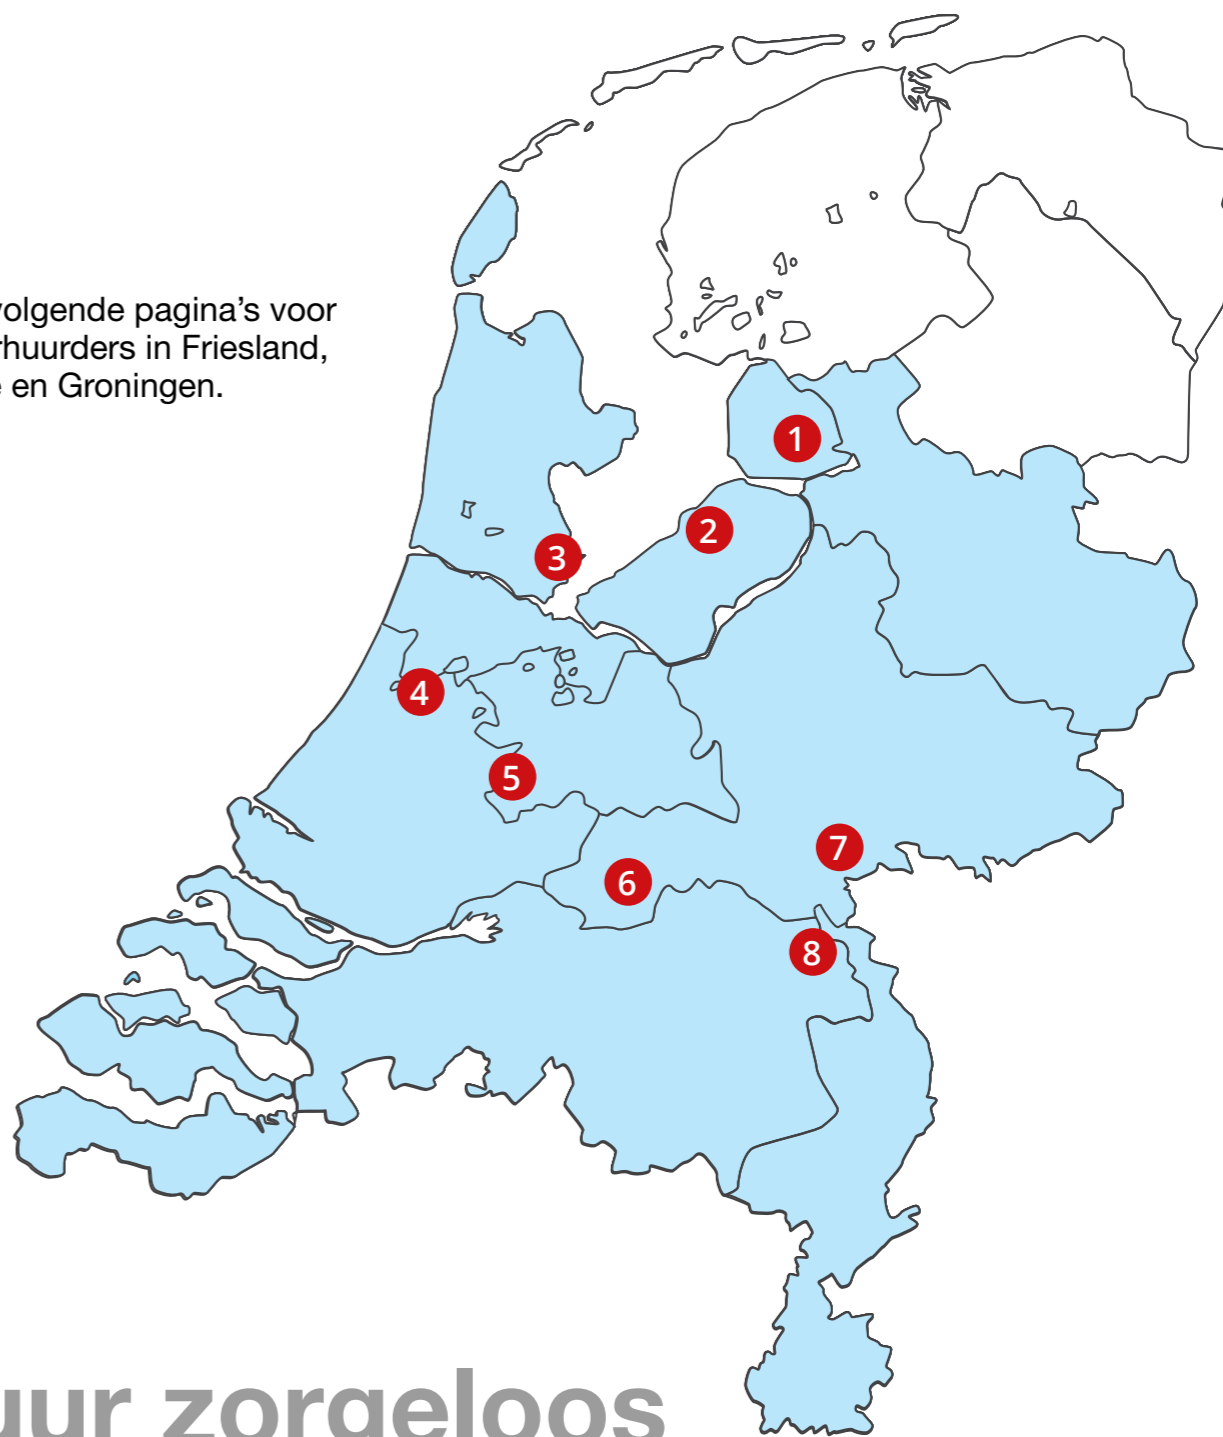 volgende pagina's voor
rhuurders in Friesland,
e en Groningen.
1
2
3
4
5
6
7
8
uur zorgeloos